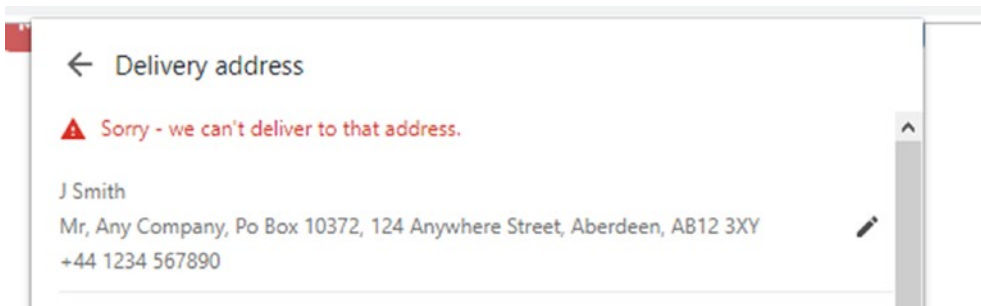 Delivery address
Sorry - we can't deliver to that address.
J Smith
Mr, Any Company, Po Box 10372, 124 Anywhere Street, Aberdeen, AB12 3XY
+44 1234 567890